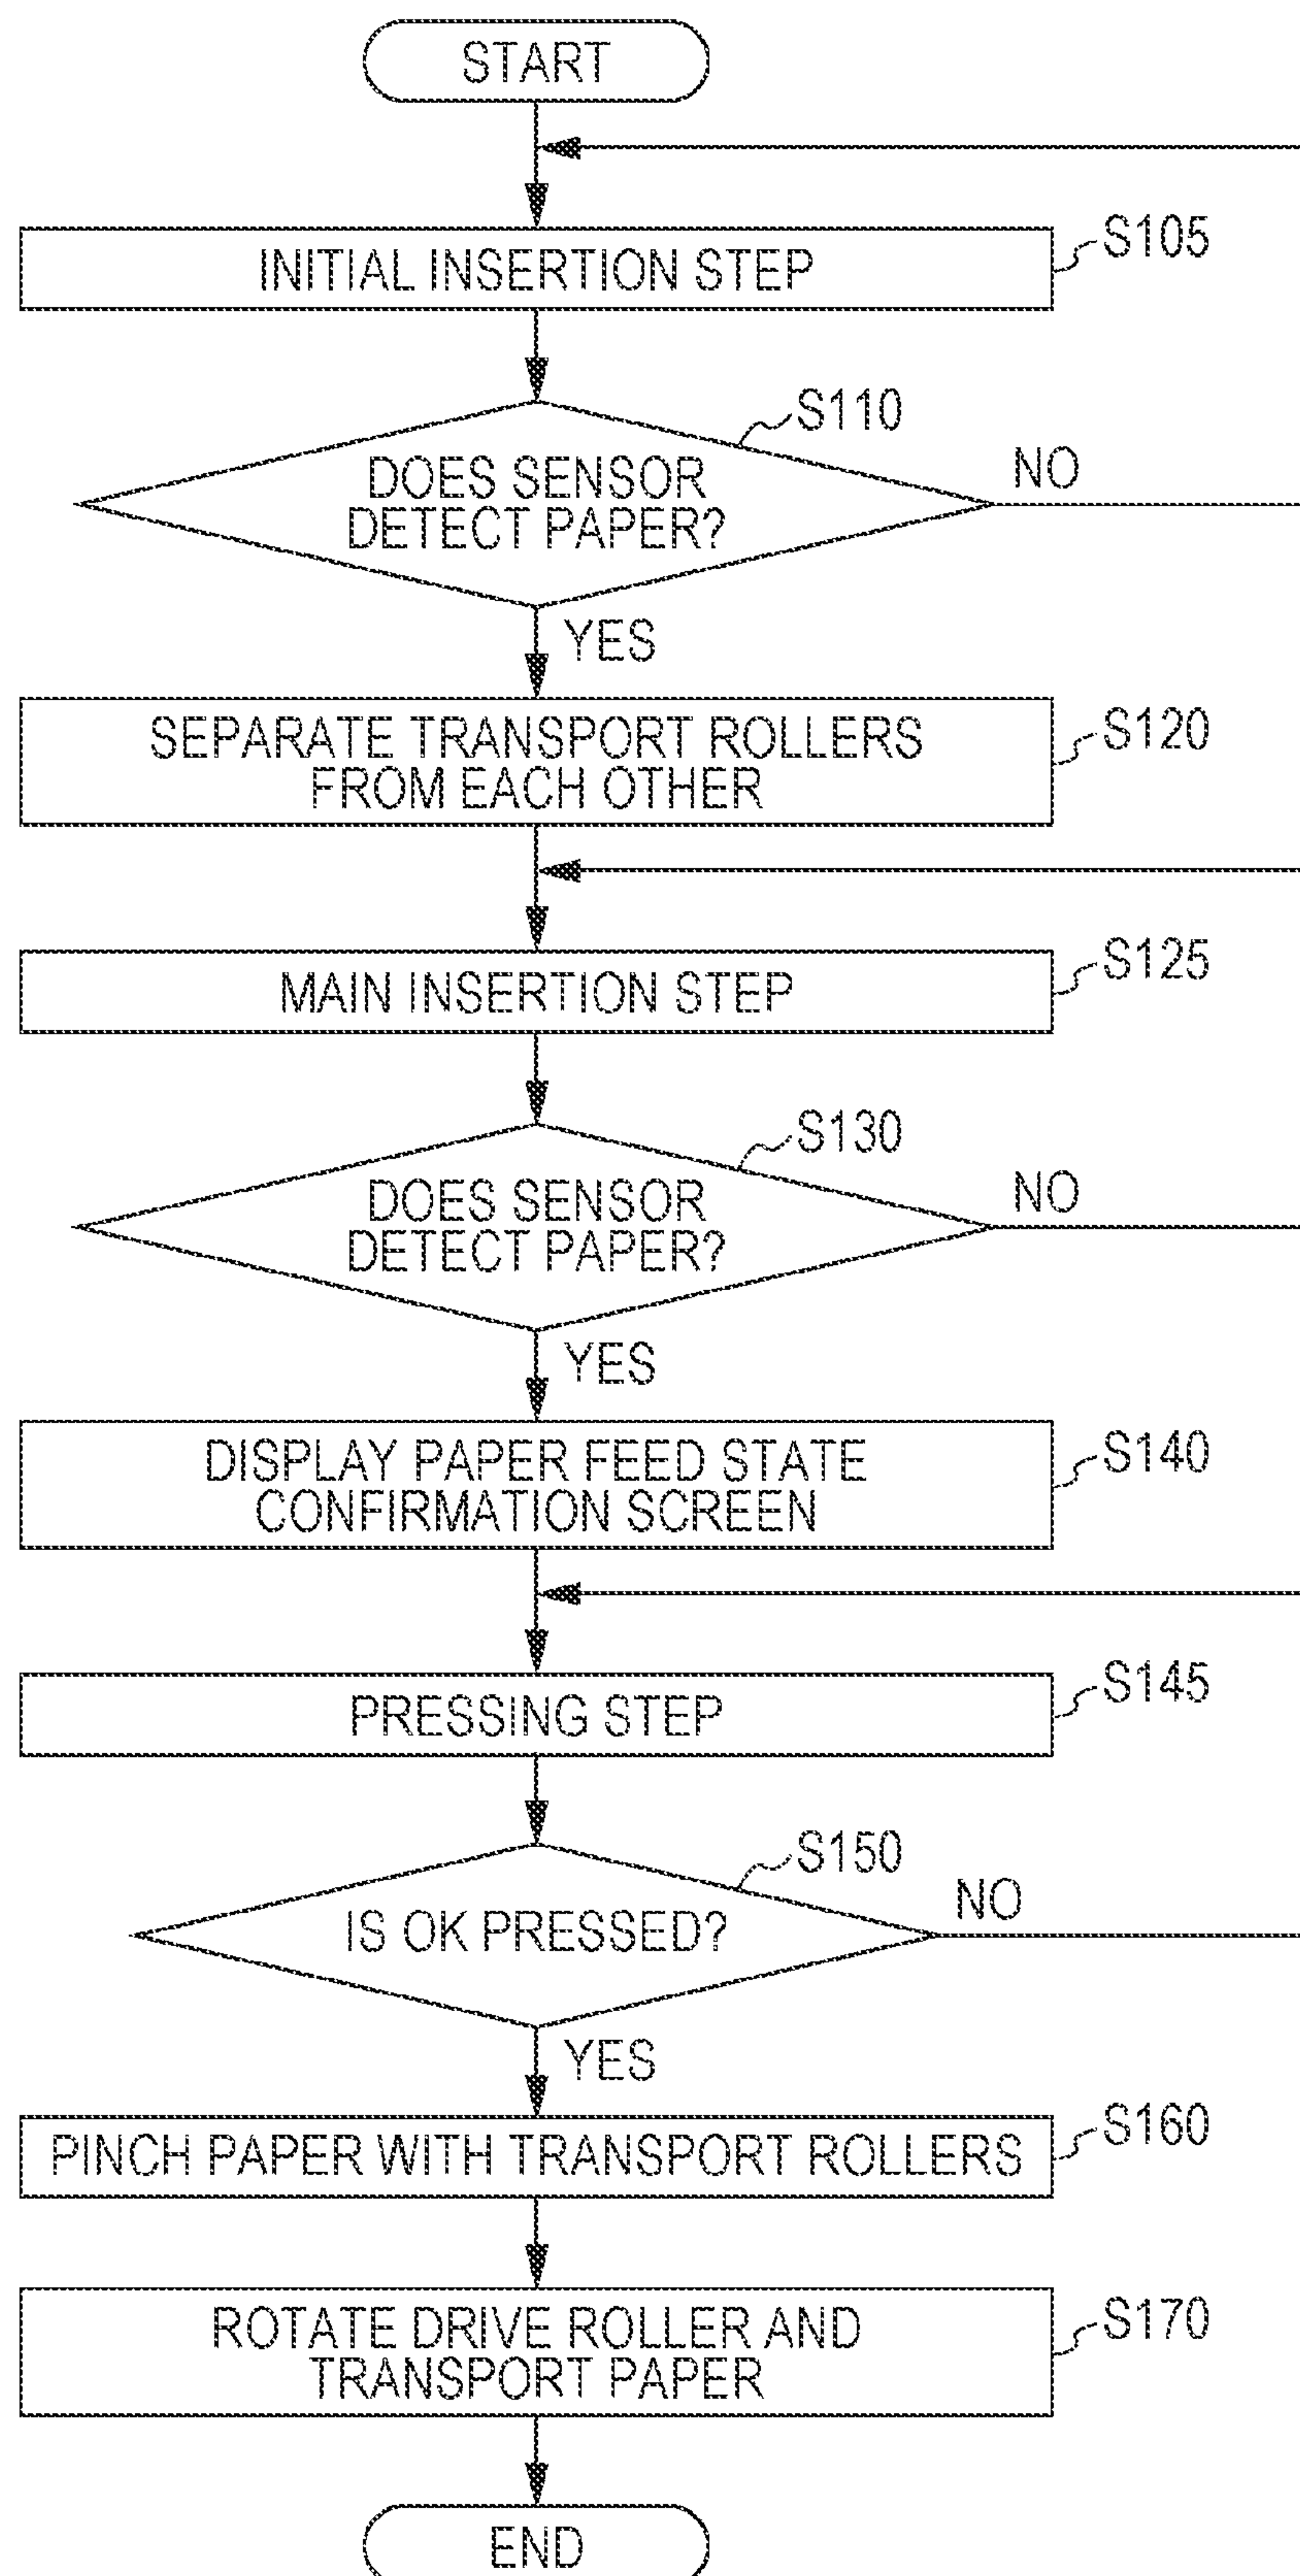 START
INITIAL INSERTION STEP
S105
S110
DOES SENSOR
DETECT PAPER?
NO
YES
SEPARATE TRANSPORT ROLLERS
FROM EACH OTHER
S120
MAIN INSERTION STEP
S125
S130
DOES SENSOR
DETECT PAPER?
NO
YES
DISPLAY PAPER FEED STATE
CONFIRMATION SCREEN
S140
PRESSING STEP
S145
S150
IS OK PRESSED?
NO
YES
PINCH PAPER WITH TRANSPORT ROLLERS
S160
ROTATE DRIVE ROLLER AND
TRANSPORT PAPER
S170
END